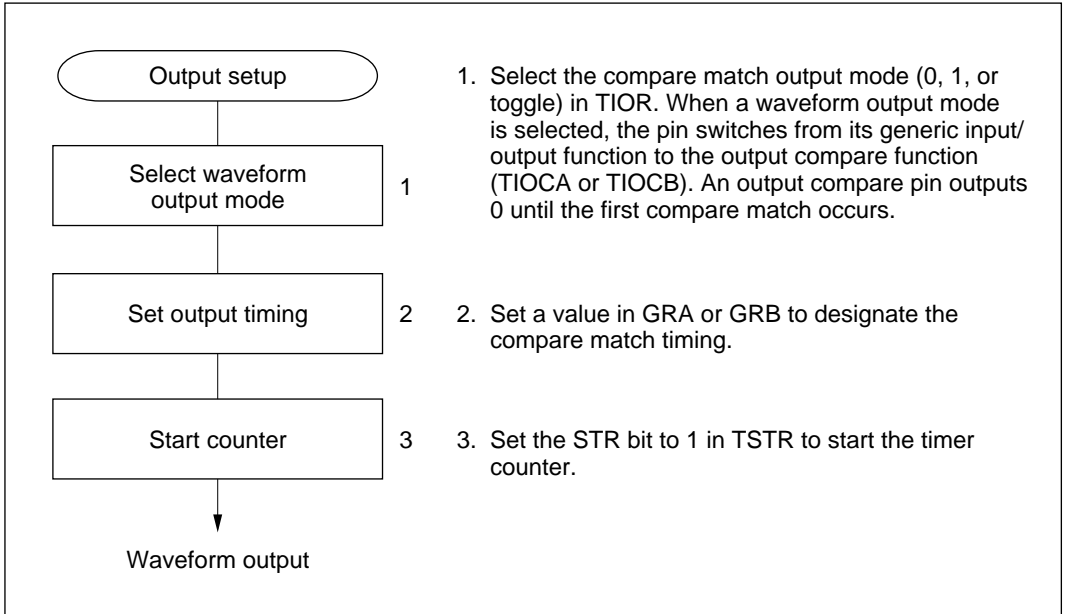 Output setup
Select waveform
output mode
1
Set output timing
2
Start counter
3
Waveform output
1. Select the compare match output mode (0, 1, or
toggle) in TIOR. When a waveform output mode
is selected, the pin switches from its generic input/
output function to the output compare function
(TIOCA or TIOCB). An output compare pin outputs
0 until the first compare match occurs.
2. Set a value in GRA or GRB to designate the
compare match timing.
3. Set the STR bit to 1 in TSTR to start the timer
counter.